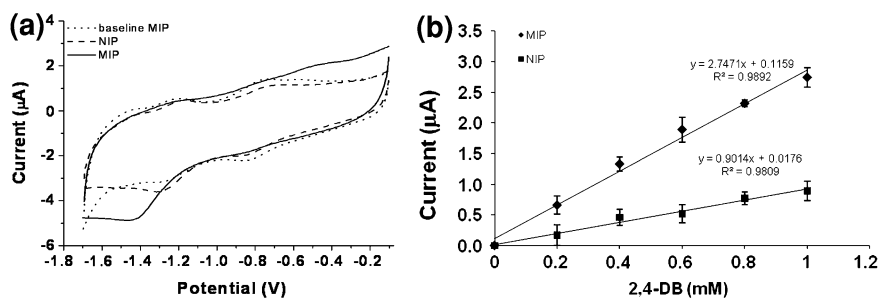 (a)
baseline MIP
NIP
MIP
4
2
0
-2
-4
-6
Current (μA)
-1.8 -1.6 -1.4 -1.2 -1.0 -0.8 -0.6 -0.4 -0.2
Potential (V)
(b)
MIP
NIP
y = 2.7471x + 0.1159
R² = 0.9892
y = 0.9014x + 0.0176
R² = 0.9809
3.5
3.0
2.5
2.0
1.5
1.0
0.5
0.0
Current (μA)
0 0.2 0.4 0.6 0.8 1 1.2
2,4-DB (mM)